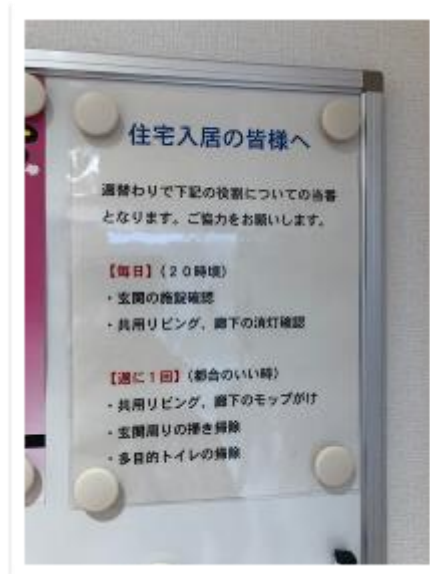 住宅入居の皆様へ
週替わりで下記の役割についての当番
となります。ご協力をお願いします。
【毎日】（２０時頃）
・玄関の施錠確認
・共用リビング、廊下の消灯確認
【週に１回】（都合のいい時）
・共用リビング、廊下のモップがけ
・玄関周りの掃き掃除
・多目的トイレの掃除